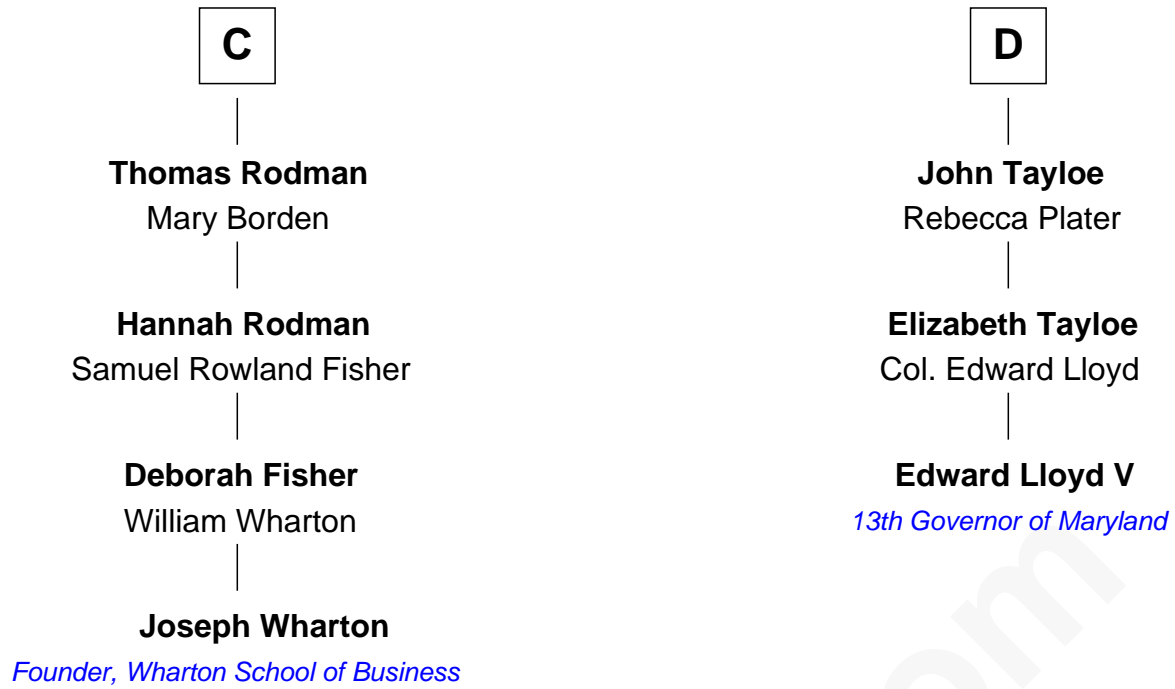 C
Thomas Rodman
Mary Borden
Hannah Rodman
Samuel Rowland Fisher
Deborah Fisher
William Wharton
Joseph Wharton
Founder, Wharton School of Business
D
John Tayloe
Rebecca Plater
Elizabeth Tayloe
Col. Edward Lloyd
Edward Lloyd V
13th Governor of Maryland
om